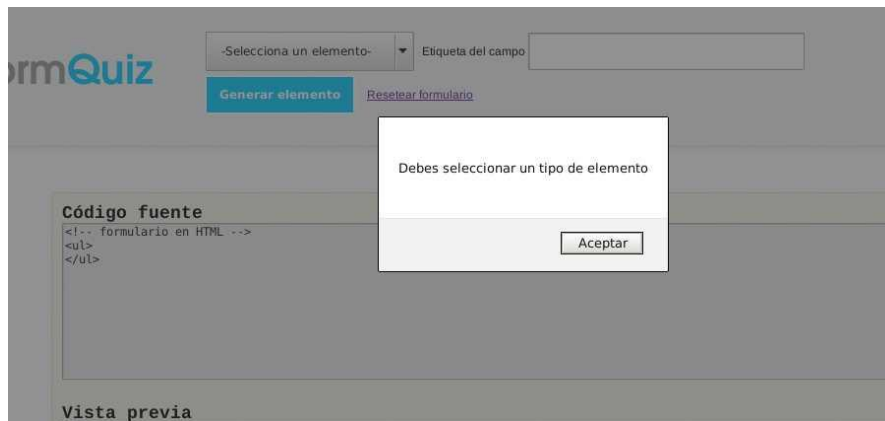 -Selecciona un elemento-
Etiqueta del campo
rmQuiz
Generar elemento
Resetear formulario
Debes seleccionar un tipo de elemento
Aceptar
Código fuente
<!-- formulario en HTML -->
<ul>
</ul>
Vista previa